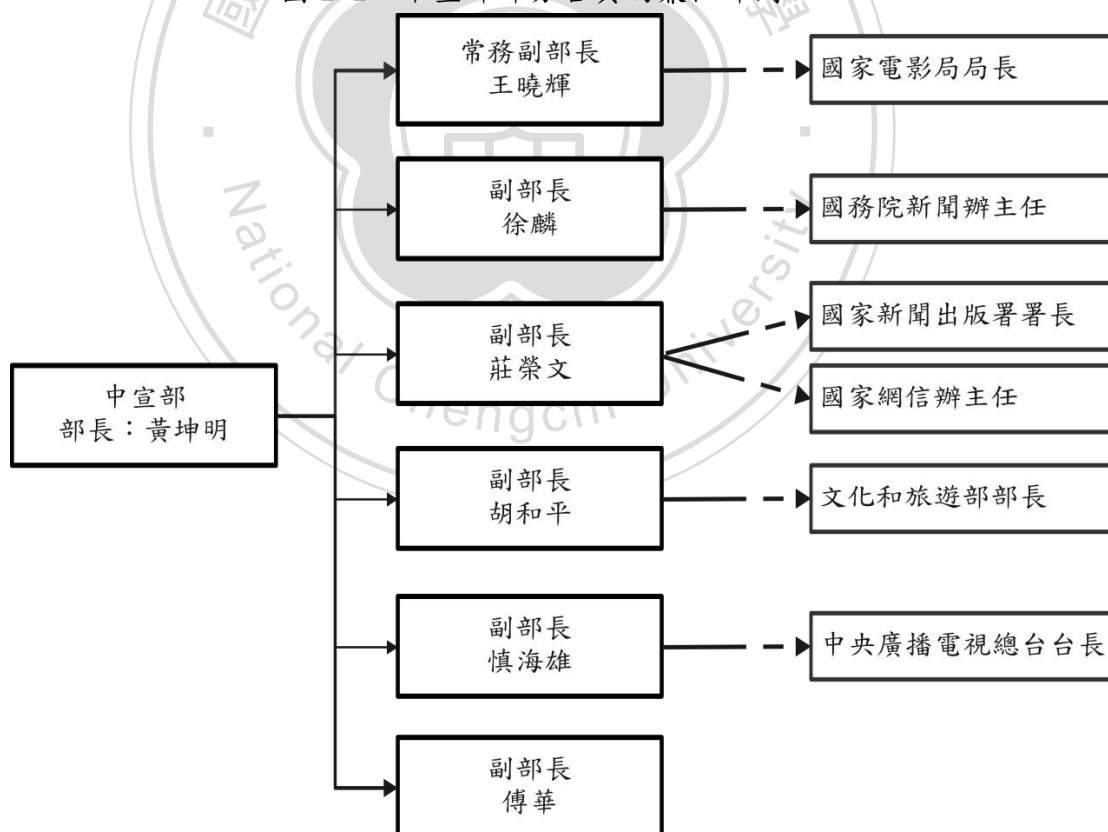 常務副部長
王曉輝
國家電影局局長
副部長
徐麟
國務院新聞辦主任
副部長
莊榮文
國家新聞出版署署長
國家網信辦主任
中宣部
部長：黃坤明
副部長
胡和平
文化和旅遊部部長
副部長
慎海雄
中央廣播電視總台台長
副部長
傅華
National Chengchi University